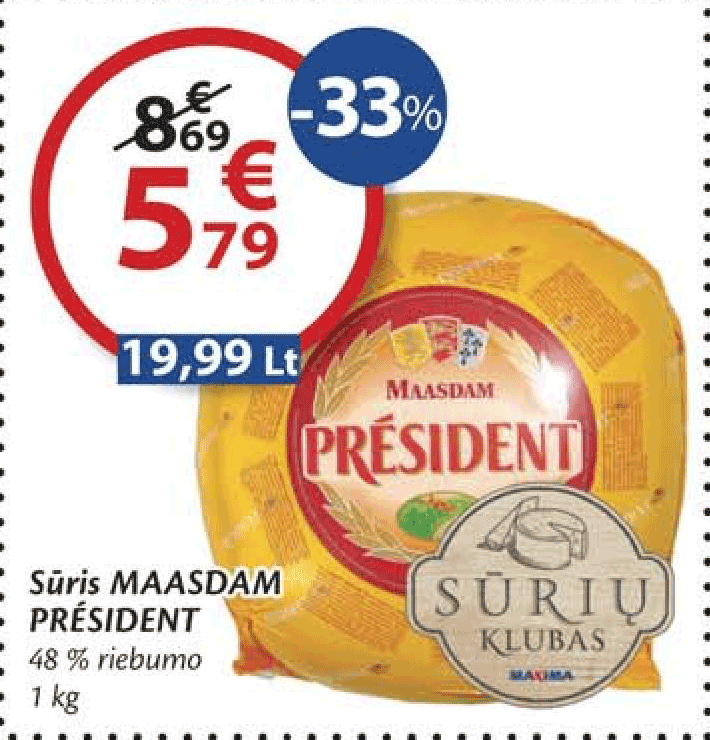 8 69 €
-33%
5 79 €
19,99 Lt
MAASDAM
PRÉSIDENT
Sūris MAASDAM
PRÉSIDENT
48 % riebumo
1 kg
SŪRIŲ
KLUBAS
MAXIMA